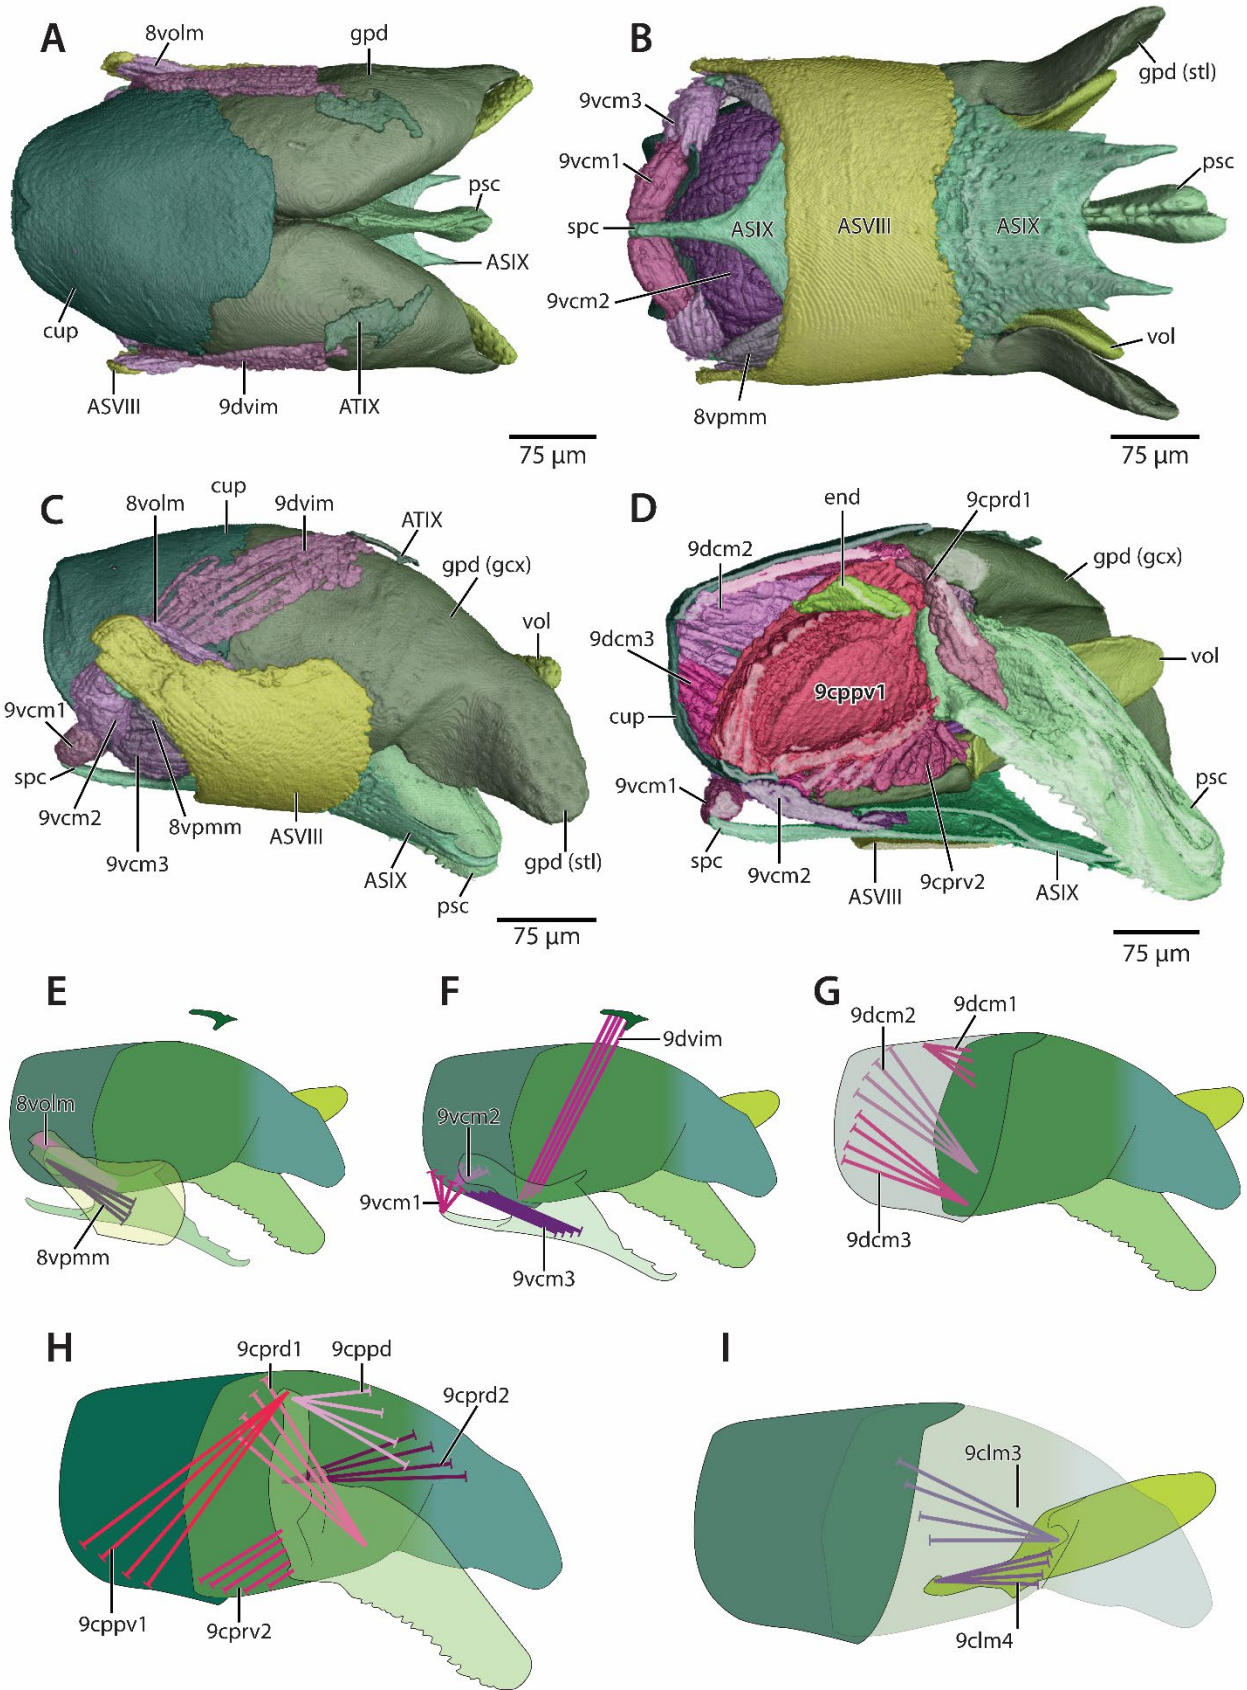 A
8volm
gpd
psc
ASIX
cup
ASVIII
9dvim
ATIX
75 µm
B
gpd (stl)
9vcm3
9vcm1
psc
spc
ASIX
ASVIII
ASIX
9vcm2
vol
8vpmm
75 µm
C
cup
8volm
9dvim
ATIX
gpd (gcx)
vol
9vcm1
spc
9vcm2
8vpmm
9vcm3
ASVIII
ASIX
psc
gpd (stl)
75 µm
D
end
9cprd1
9dcm2
gpd (gcx)
9dcm3
vol
9cppv1
cup
9vcm1
psc
spc
9vcm2
9cprv2
ASVIII
ASIX
75 µm
E
8volm
8vpmm
F
9dvim
9vcm2
9vcm1
9vcm3
G
9dcm2
9dcm1
9dcm3
H
9cprd1
9cppd
9cprd2
9cppv1
9cprv2
I
9clm3
9clm4